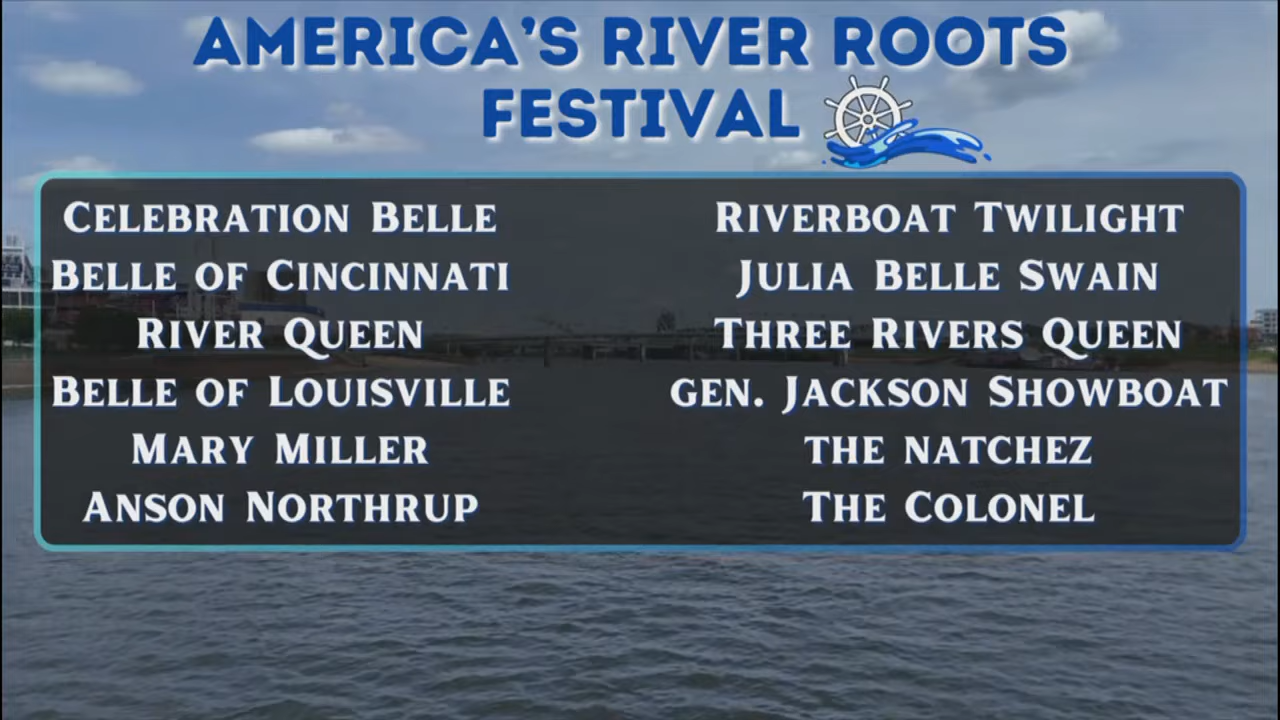 AMERICA'S RIVER ROOTS
FESTIVAL
CELEBRATION BELLE
BELLE OF CINCINNATI
RIVER QUEEN
BELLE OF LOUISVILLE
MARY MILLER
ANSON NORTHRUP
RIVERBOAT TWILIGHT
JULIA BELLE SWAIN
THREE RIVERS QUEEN
GEN. JACKSON SHOWBOAT
THE NATCHEZ
THE COLONEL